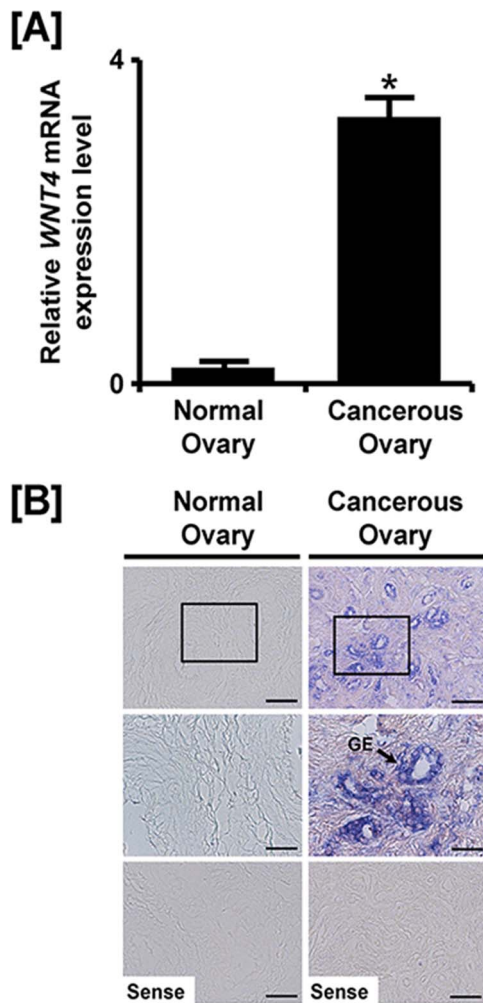 [A]
4
Relative WNT4 mRNA
expression level
*
0
Normal
Ovary
Cancerous
Ovary
[B]
Normal
Ovary
Cancerous
Ovary
GE
Sense
Sense